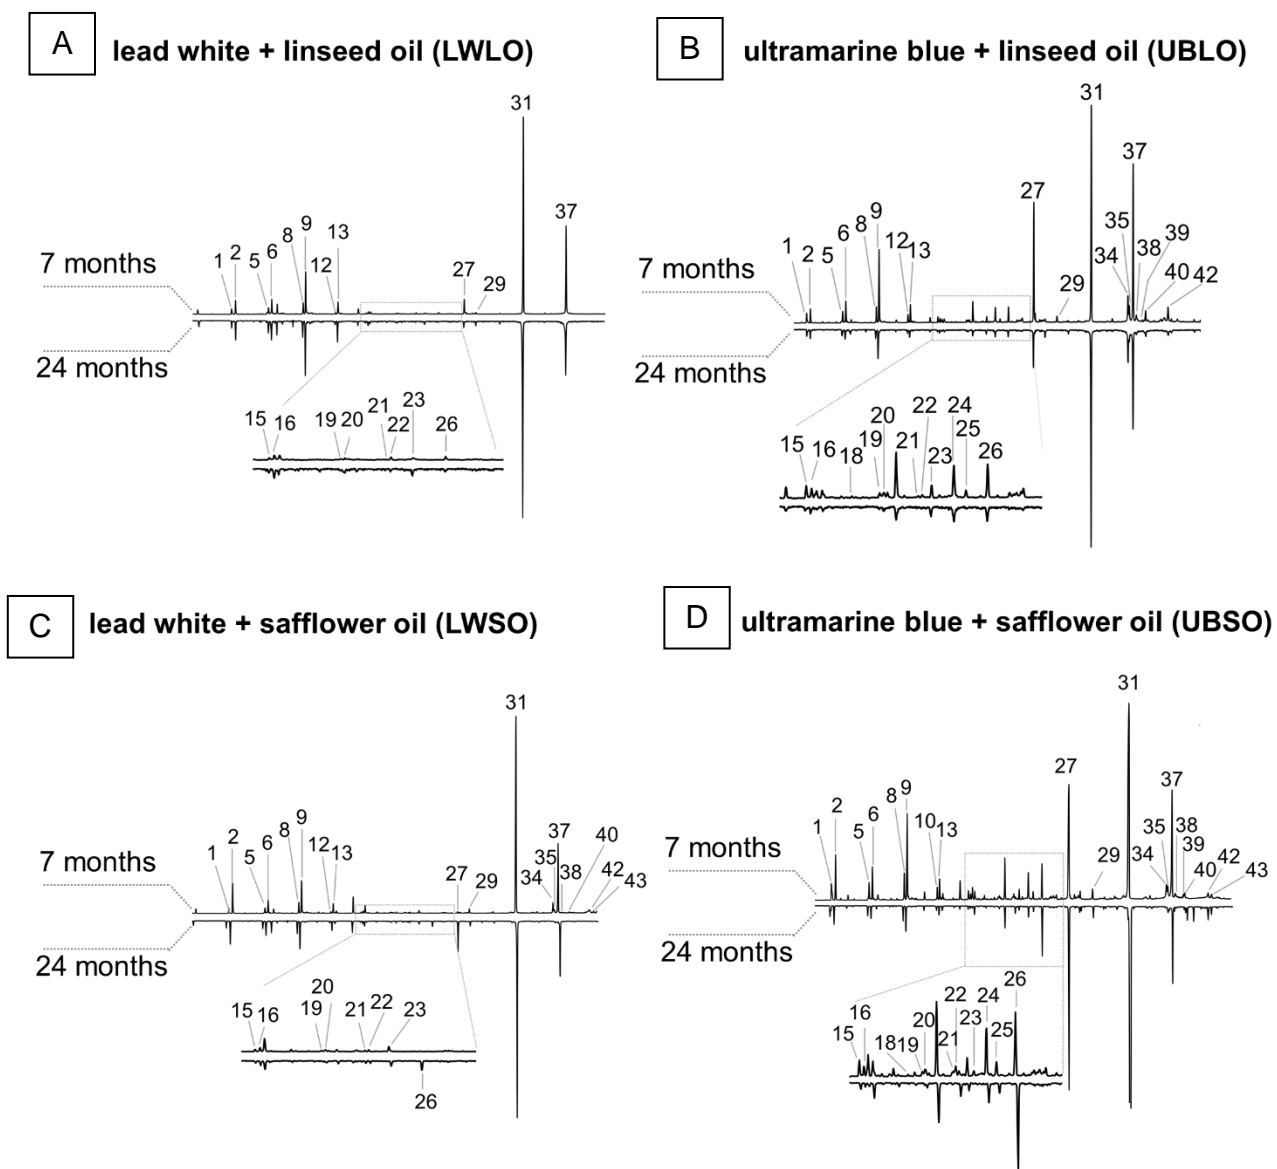 A
lead white + linseed oil (LWLO)
31
37
9
8
13
1 2 5 6
12
27
29
7 months
24 months
15 16 19 20 21 22 23 26
B
ultramarine blue + linseed oil (UBLO)
31
37
27
9
8
6
1 2 5
12 13
35
34
38
39
40 42
29
7 months
24 months
20 22 24
15 16 18 19 21 23 25 26
C
lead white + safflower oil (LWSO)
31
9
8
2
6
1
5
12 13
37
35
34
38
40
42
43
27
29
7 months
24 months
20
15 16 19 21 22 23
26
D
ultramarine blue + safflower oil (UBSO)
31
27
37
8 9
2
6
1
5
10 13
35 38
34
39
40
42
43
29
7 months
24 months
26
16
22 24
15
18 19 20 21 23 25